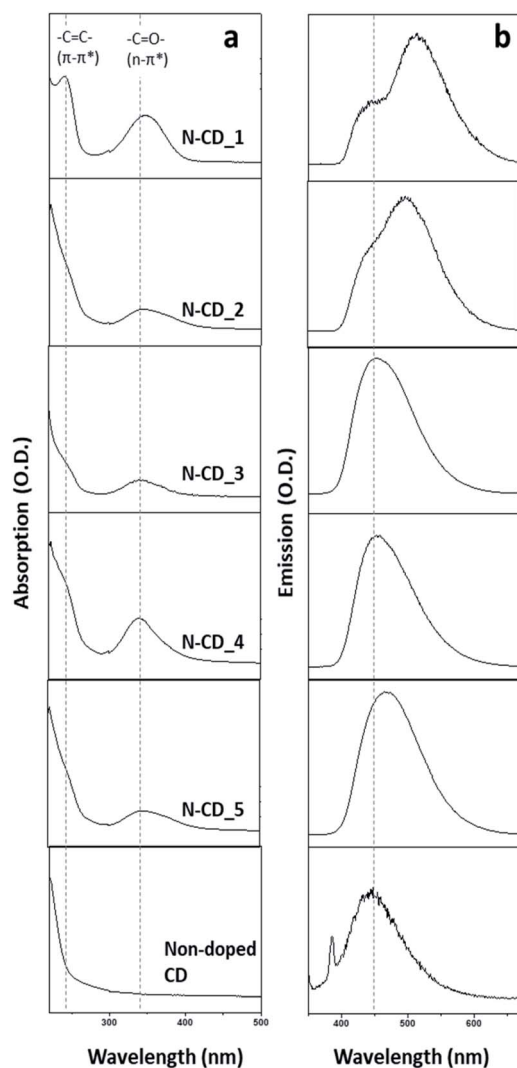 a
b
-C=C-
(π-π*)
-C=O-
(n-π*)
N-CD_1
N-CD_2
N-CD_3
N-CD_4
N-CD_5
Non-doped
CD
Absorption (O.D.)
Emission (O.D.)
300 400 500
400 500 600
Wavelength (nm)
Wavelength (nm)